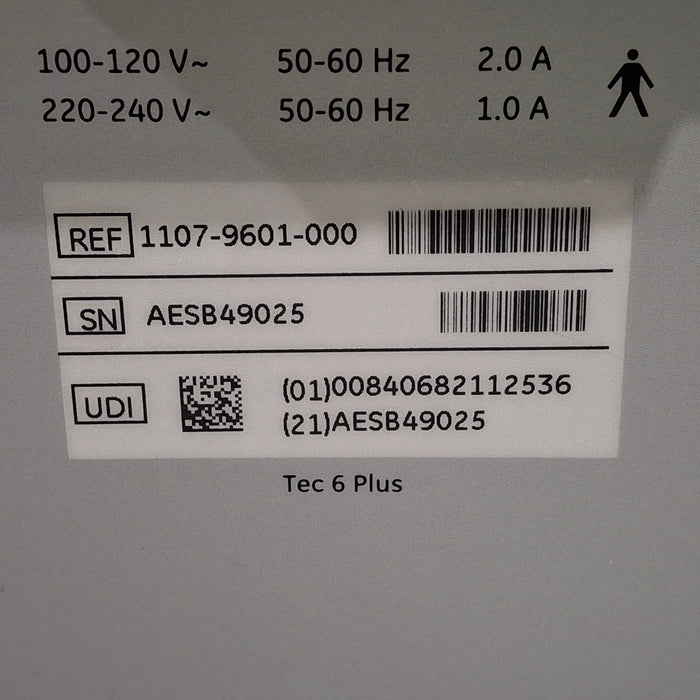 100-120 V~ 50-60 Hz 2.0 A
220-240 V~ 50-60 Hz 1.0 A
REF 1107-9601-000
SN AESB49025
UDI (01)00840682112536
(21)AESB49025
Tec 6 Plus